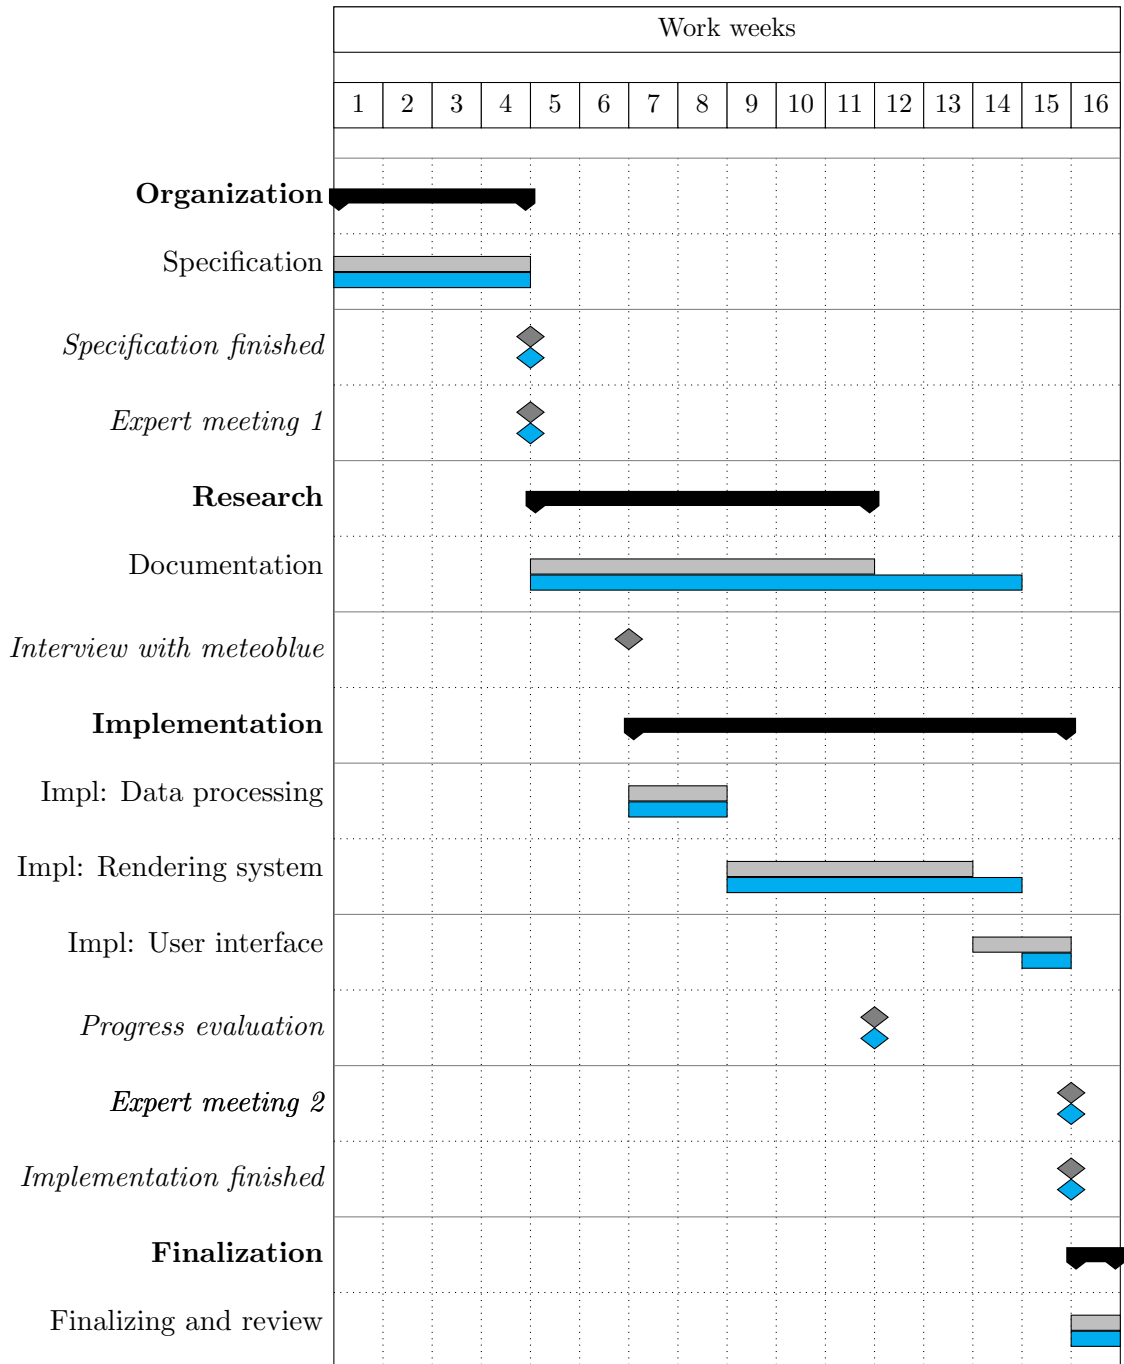 Work weeks
1 2 3 4 5 6 7 8 9 10 11 12 13 14 15 16
Organization
Specification
Specification finished
Expert meeting 1
Research
Documentation
Interview with meteoblue
Implementation
Impl: Data processing
Impl: Rendering system
Impl: User interface
Progress evaluation
Expert meeting 2
Implementation finished
Finalization
Finalizing and review